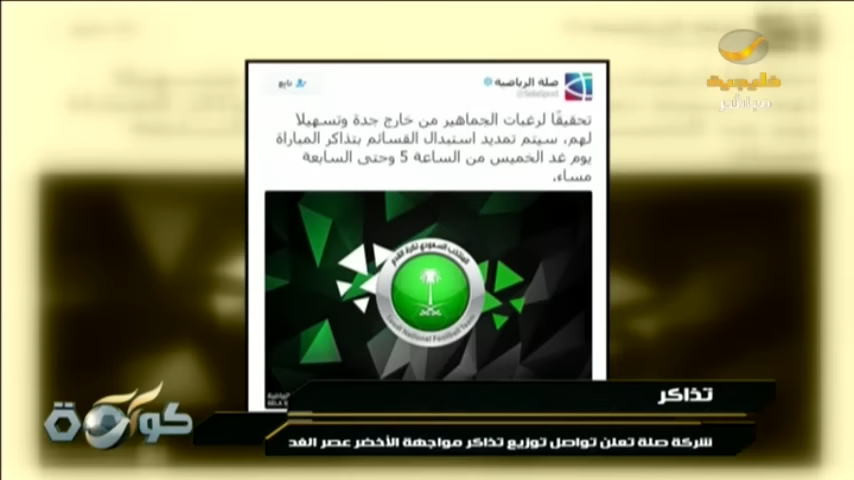 خليجية
مباشر
صلة الرياضية
تابع
تحقيقًا لرغبات الجماهير من خارج جدة وتسهيلا
لهم، سيتم تمديد استبدال القسائم بتذاكر المباراة
يوم غد الخميس من الساعة 5 وحتى السابعة
مساء.
المنتخب السعودي لكرة القدم
Saudi National Football Team
تذاكر
شركة صلة تعلن تواصل توزيع تذاكر مواجهة الأخضر عصر الغد
كورة